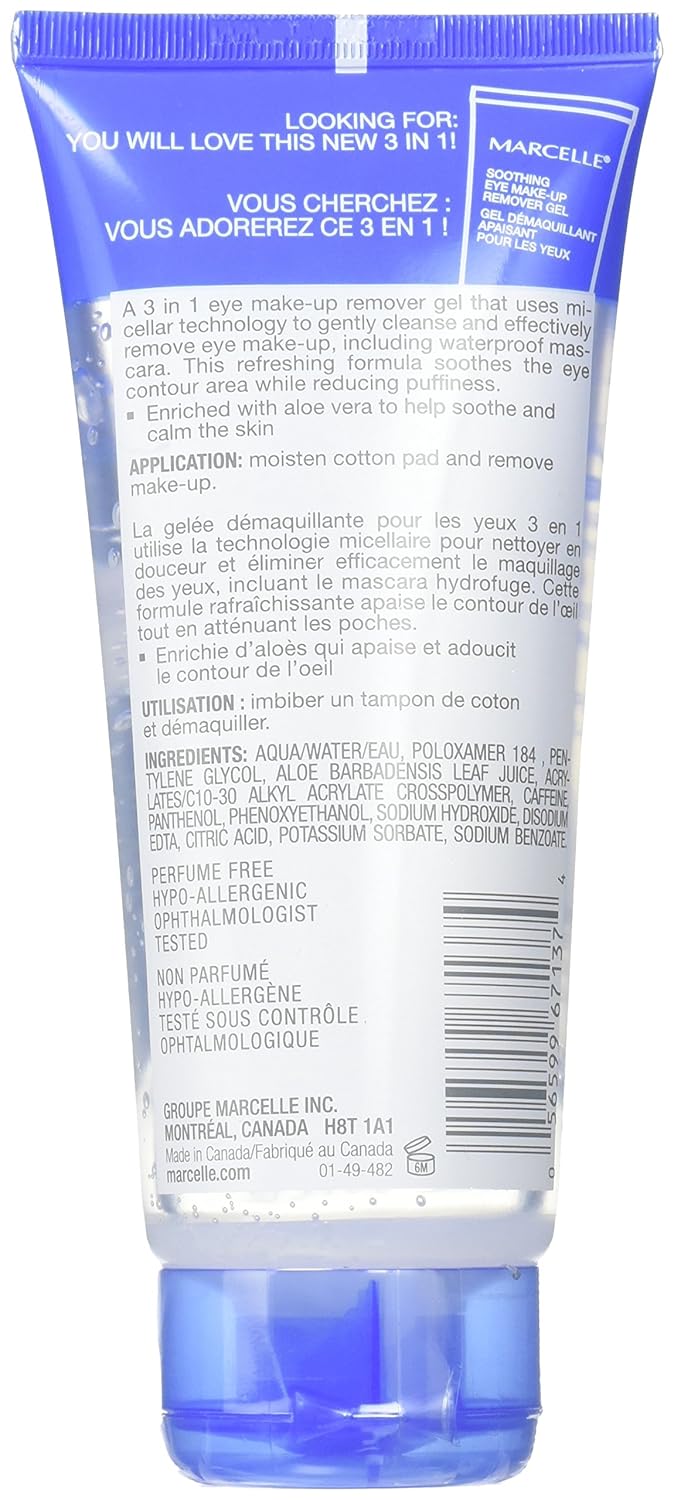 LOOKING FOR:
YOU WILL LOVE THIS NEW 3 IN 1!
VOUS CHERCHEZ :
VOUS ADOREREZ CE 3 EN 1 !
MARCELLE®
SOOTHING
EYE MAKE-UP
REMOVER GEL
GEL DÉMAQUILLANT
APAISANT
POUR LES YEUX
A 3 in 1 eye make-up remover gel that uses mi-
cellar technology to gently cleanse and effectively
remove eye make-up, including waterproof mas-
cara. This refreshing formula soothes the eye
contour area while reducing puffiness.
▪ Enriched with aloe vera to help soothe and
calm the skin
APPLICATION: moisten cotton pad and remove
make-up.
La gelée démaquillante pour les yeux 3 en 1
utilise la technologie micellaire pour nettoyer en
douceur et éliminer efficacement le maquillage
des yeux, incluant le mascara hydrofuge. Cette
formule rafraîchissante apaise le contour de l'œil
tout en atténuant les poches.
▪ Enrichie d'aloès qui apaise et adoucit
le contour de l'oeil
UTILISATION : imbiber un tampon de coton
et démaquiller.
INGREDIENTS: AQUA/WATER/EAU, POLOXAMER 184 , PEN-
TYLENE GLYCOL, ALOE BARBADENSIS LEAF JUICE, ACRY-
LATES/C10-30 ALKYL ACRYLATE CROSSPOLYMER, CAFFEINE,
PANTHENOL, PHENOXYETHANOL, SODIUM HYDROXIDE, DISODIUM
EDTA, CITRIC ACID, POTASSIUM SORBATE, SODIUM BENZOATE.
PERFUME FREE
HYPO-ALLERGENIC
OPHTHALMOLOGIST
TESTED
NON PARFUMÉ
HYPO-ALLERGÈNE
TESTÉ SOUS CONTRÔLE
OPHTALMOLOGIQUE
0 56599 67137 4
GROUPE MARCELLE INC.
MONTRÉAL, CANADA H8T 1A1
Made in Canada/Fabriqué au Canada
marcelle.com 01-49-482
6M